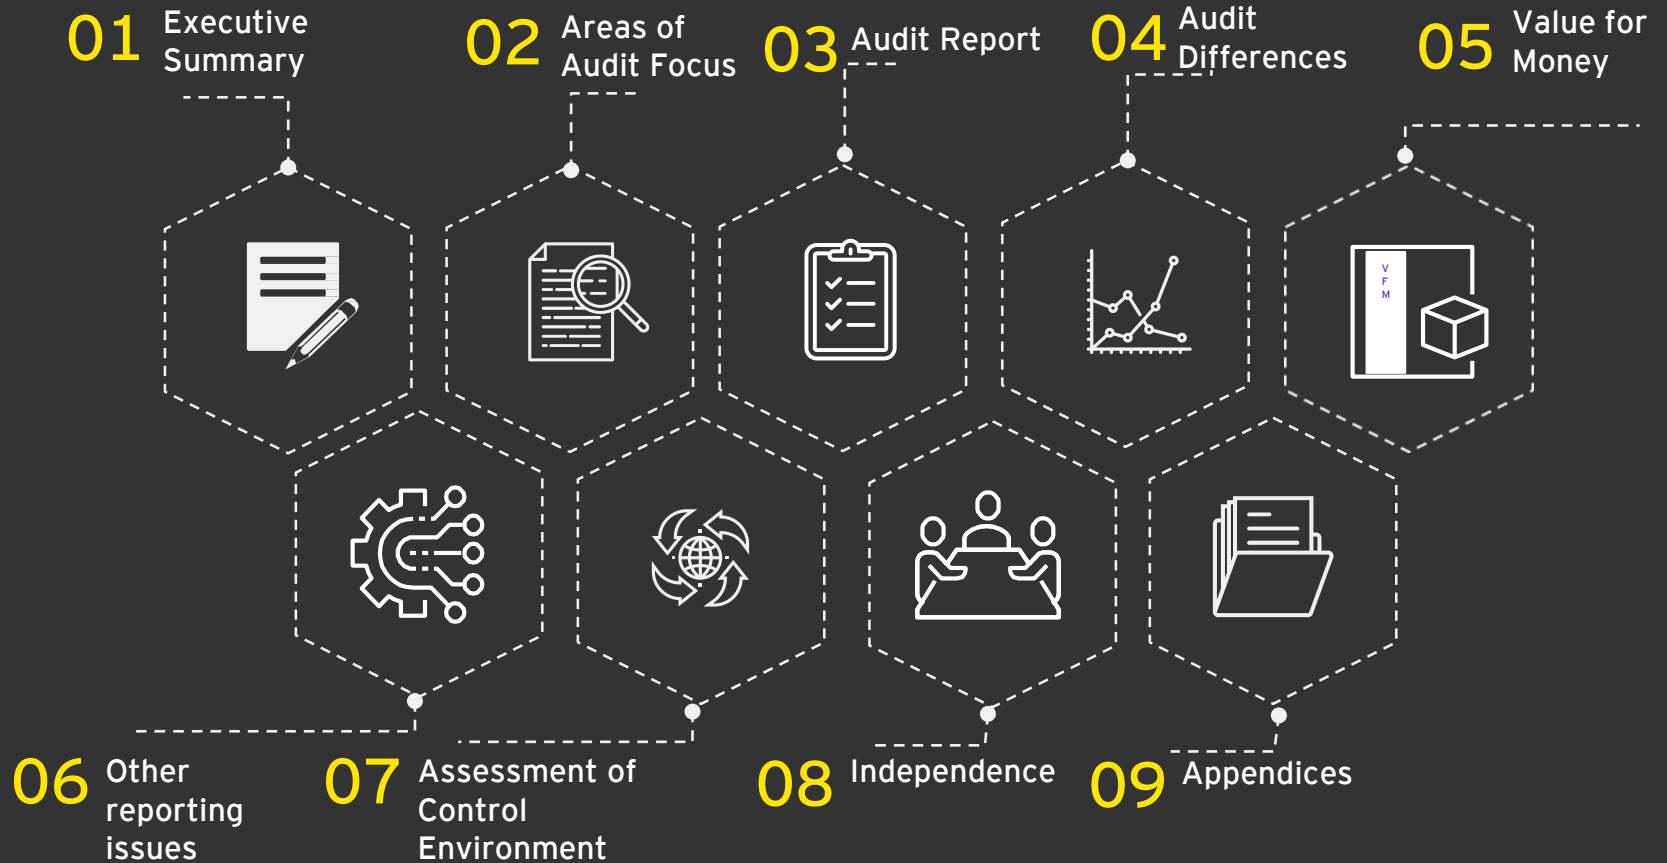 01
Executive
Summary
02
Areas of
Audit Focus
03
Audit Report
04
Audit
Differences
05
Value for
Money
V
F
M
06
Other
reporting
issues
07
Assessment of
Control
Environment
08
Independence
09
Appendices